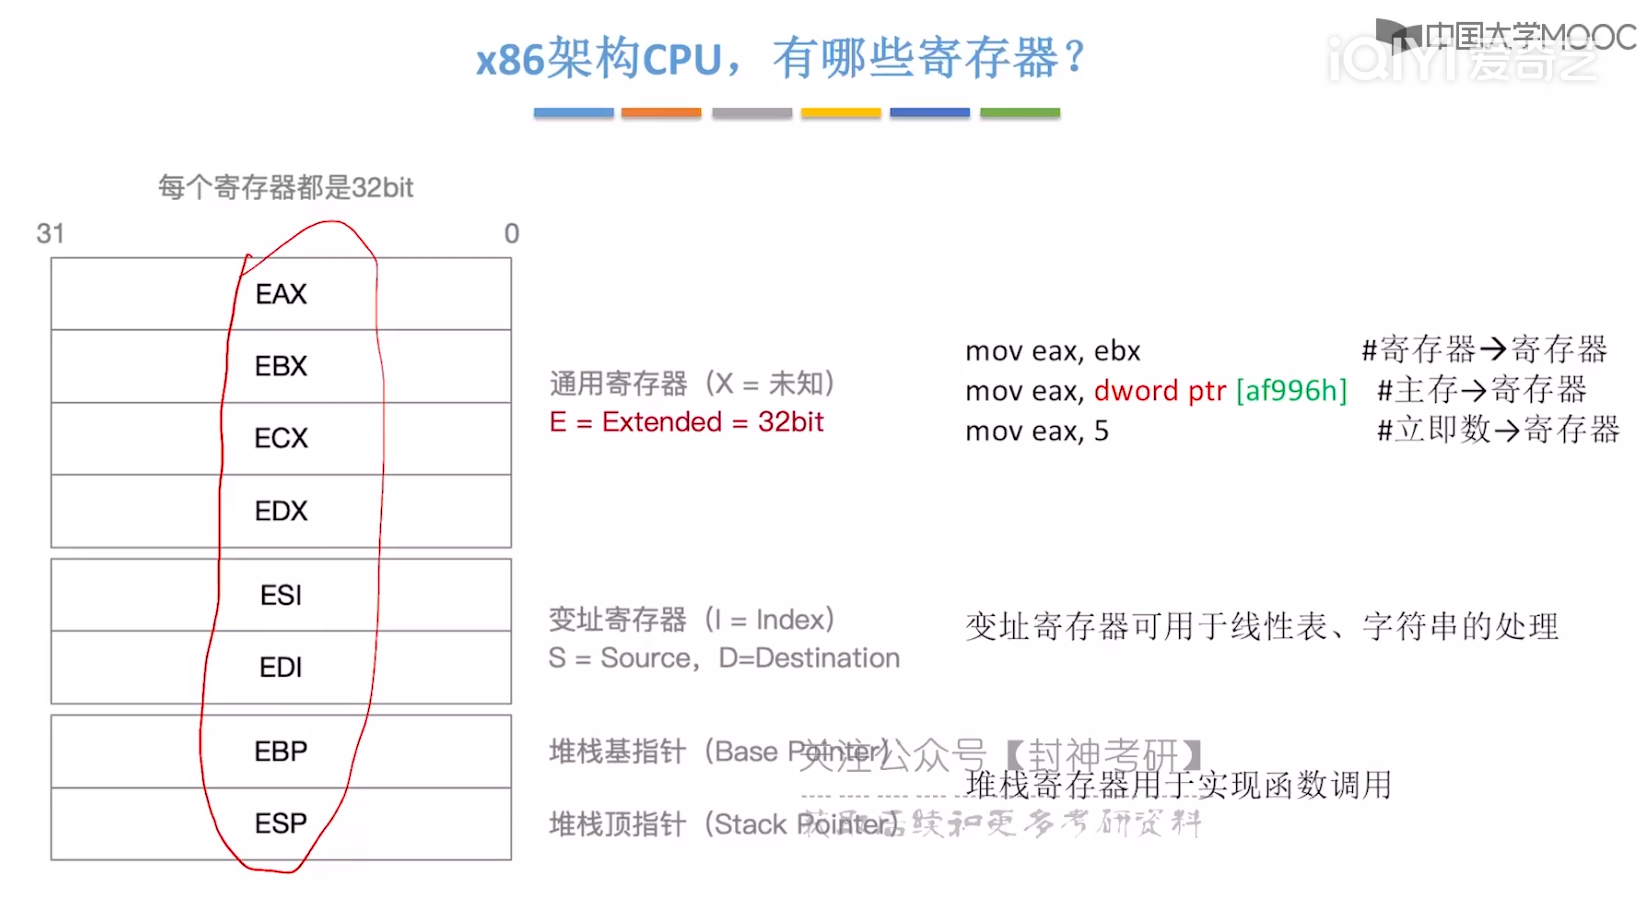 中国大学MOOC
iQIYI 爱奇艺
x86架构CPU，有哪些寄存器？
每个寄存器都是32bit
31
0
EAX
EBX
ECX
EDX
ESI
EDI
EBP
ESP
通用寄存器（X = 未知）
E = Extended = 32bit
mov eax, ebx #寄存器→寄存器
mov eax, dword ptr [af996h] #主存→寄存器
mov eax, 5 #立即数→寄存器
变址寄存器（I = Index）
S = Source，D=Destination
变址寄存器可用于线性表、字符串的处理
堆栈基指针（Base Pointer）
关注公众号【封神考研】
堆栈寄存器用于实现函数调用
堆栈顶指针（Stack Pointer）
获取后续和更多考研资料